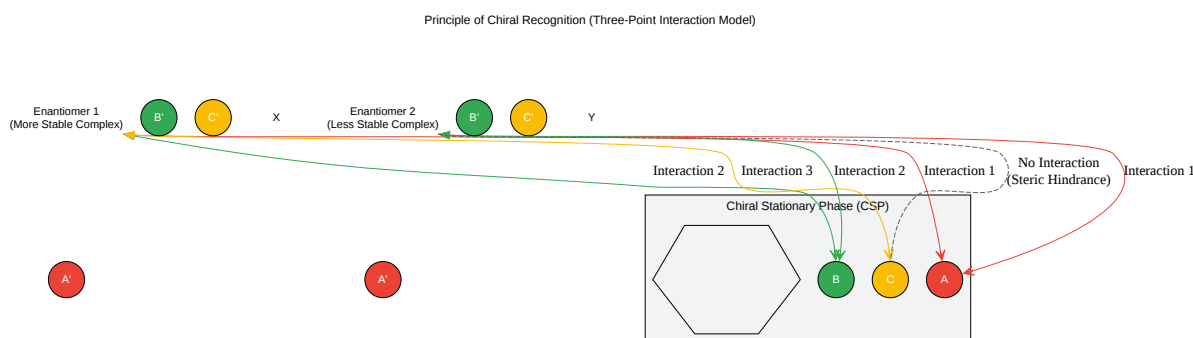 Principle of Chiral Recognition (Three-Point Interaction Model)
Enantiomer 1
(More Stable Complex)
B'
C'
X
Enantiomer 2
(Less Stable Complex)
B'
C'
Y
Interaction 2
Interaction 3
Interaction 2
Interaction 1
No Interaction
(Steric Hindrance)
Interaction 1
Chiral Stationary Phase (CSP)
A'
A'
B
C
A